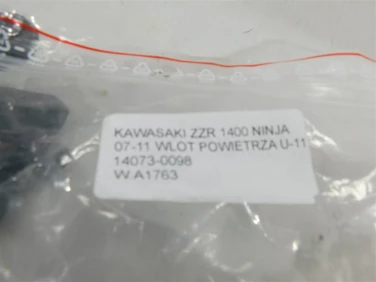 KAWASAKI ZZR 1400 NINJA
07-11 WLOT POWIETRZA U-11
14073-0098
W A1763